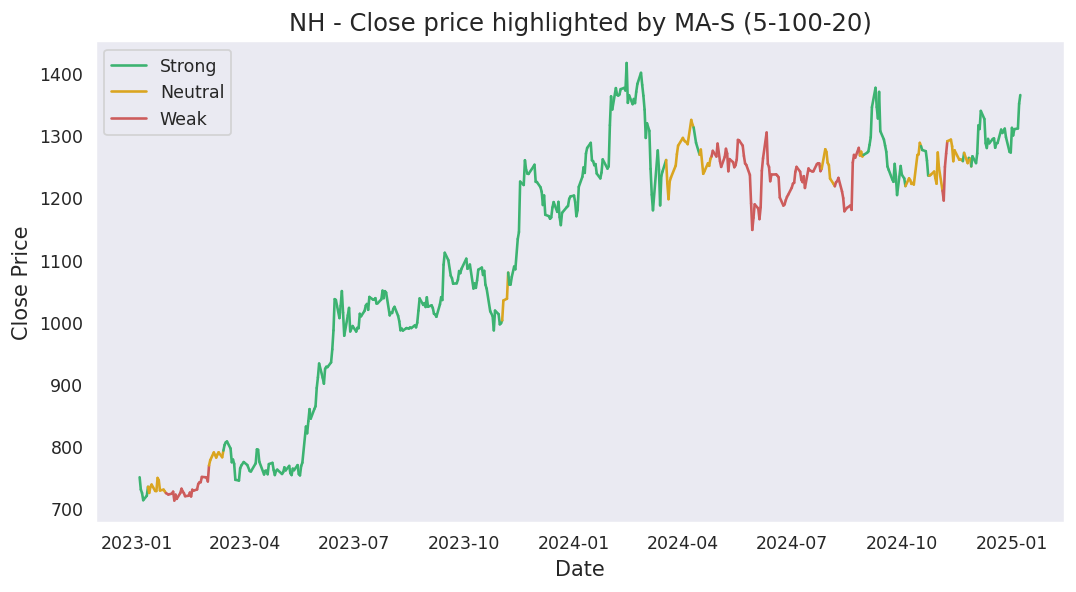 NH - Close price highlighted by MA-S (5-100-20)
Strong
Neutral
Weak
Close Price
1400
1300
1200
1100
1000
900
800
700
2023-01 2023-04 2023-07 2023-10 2024-01 2024-04 2024-07 2024-10 2025-01
Date